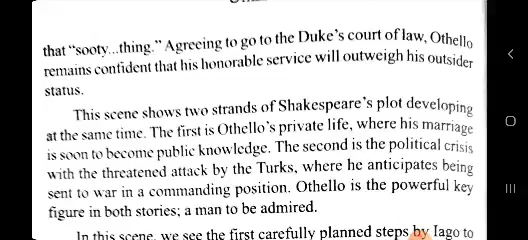 that “sooty...thing.” Agreeing to go to the Duke’s court of law, Othello
remains confident that his honorable service will outweigh his outsider
status.
This scene shows two strands of Shakespeare’s plot developing
at the same time. The first is Othello’s private life, where his marriage
is soon to become public knowledge. The second is the political crisis
with the threatened attack by the Turks, where he anticipates being
sent to war in a commanding position. Othello is the powerful key
figure in both stories; a man to be admired.
In this scene, we see the first carefully planned steps by Iago to